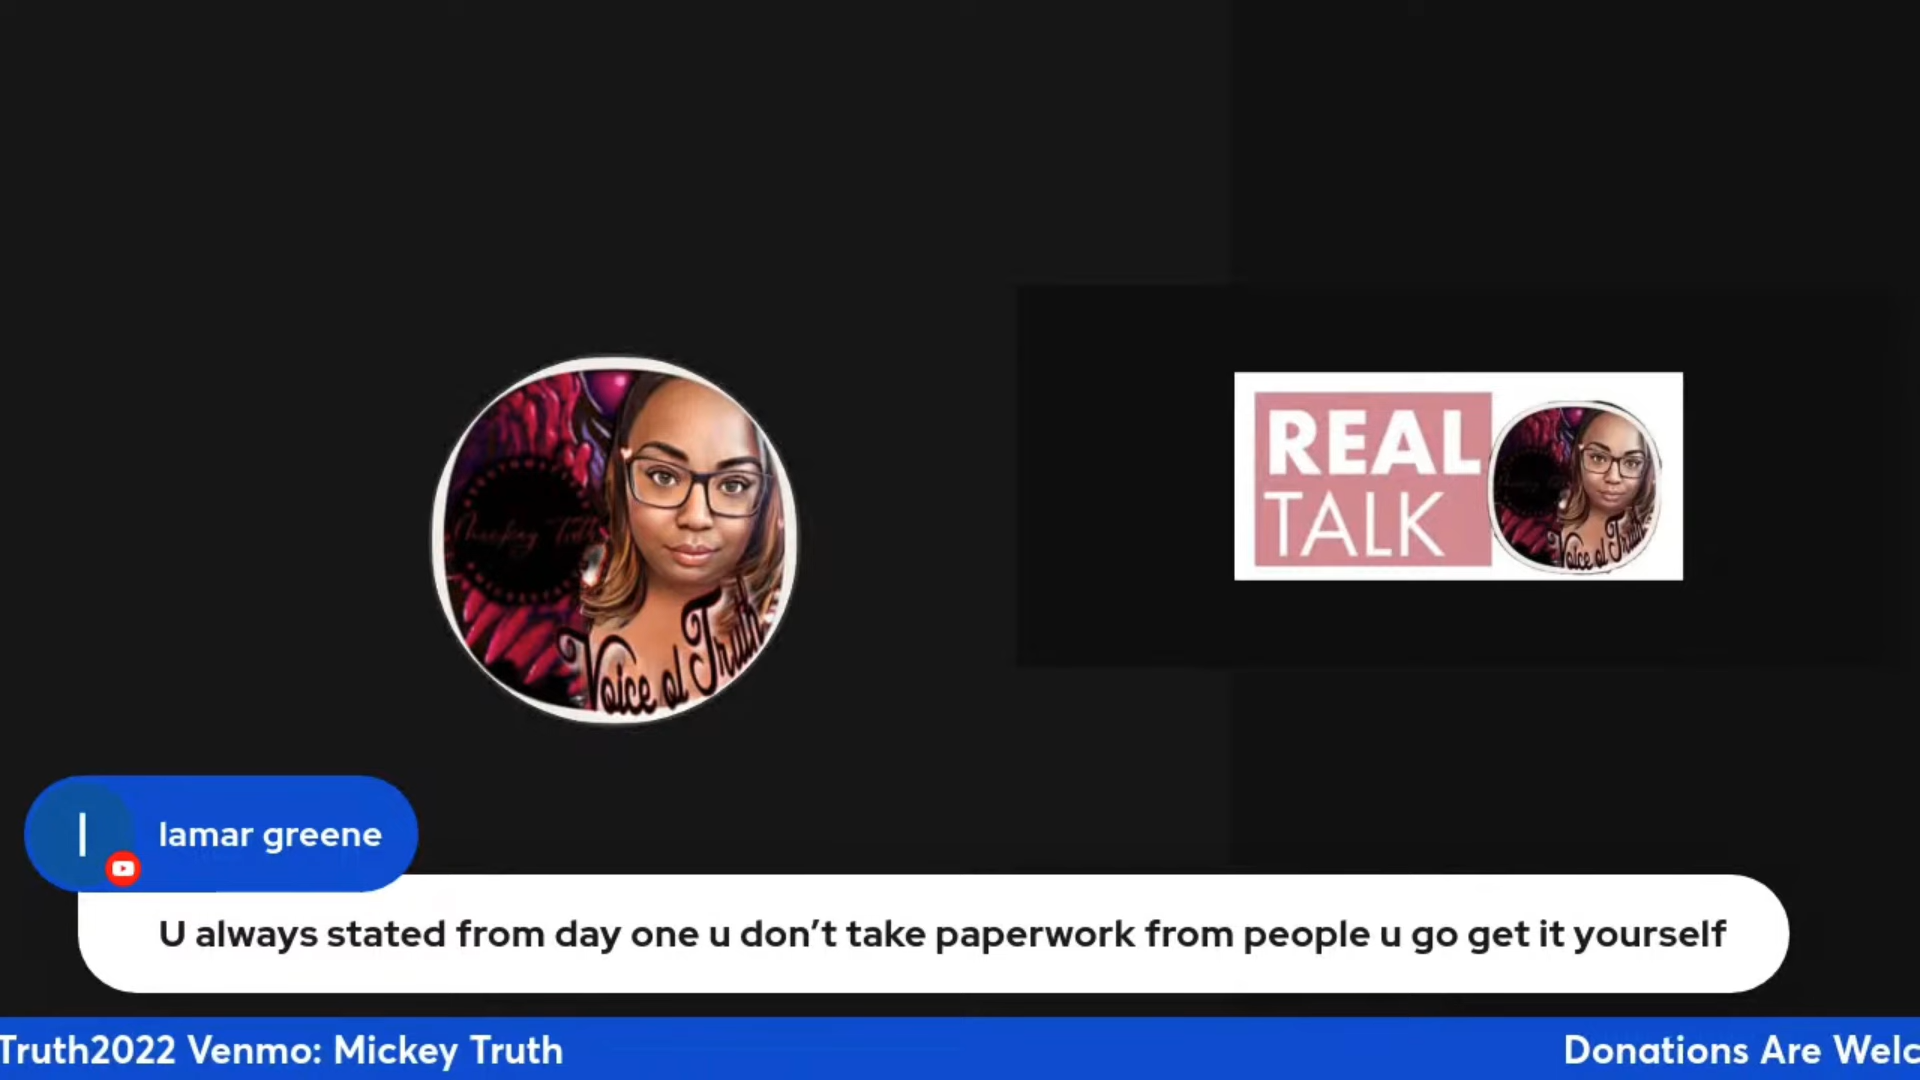 REAL
TALK
Voice of Truth
Voice of Truth
lamar greene
U always stated from day one u don’t take paperwork from people u go get it yourself
Truth2022 Venmo: Mickey Truth
Donations Are Welc